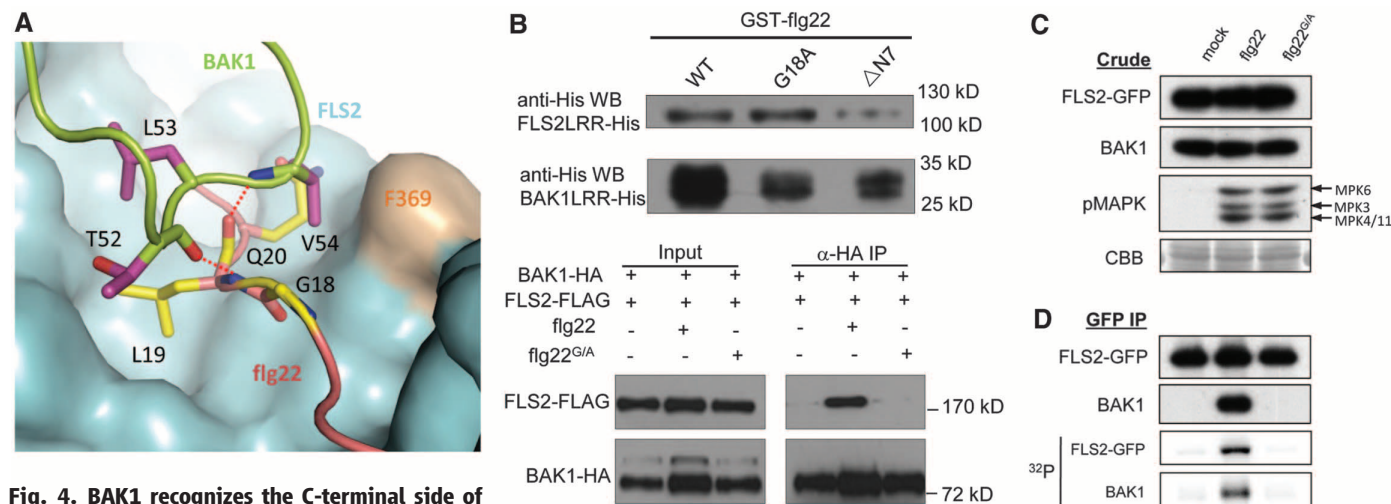 A
BAK1
FLS2
L53
F369
T52
Q20
V54
G18
L19
flg22
Fig. 4. BAK1 recognizes the C-terminal side of
B
GST-flg22
WT G18A △N7
anti-His WB
FLS2LRR-His
130 kD
100 kD
anti-His WB
BAK1LRR-His
35 kD
25 kD
Input α-HA IP
BAK1-HA + + + + + +
FLS2-FLAG + + + + + +
flg22 - + - - + -
flg22G/A - - + - - +
FLS2-FLAG
170 kD
BAK1-HA
72 kD
C
mock flg22 flg22G/A
Crude
FLS2-GFP
BAK1
pMAPK
MPK6
MPK3
MPK4/11
CBB
D
GFP IP
FLS2-GFP
BAK1
32P
FLS2-GFP
BAK1